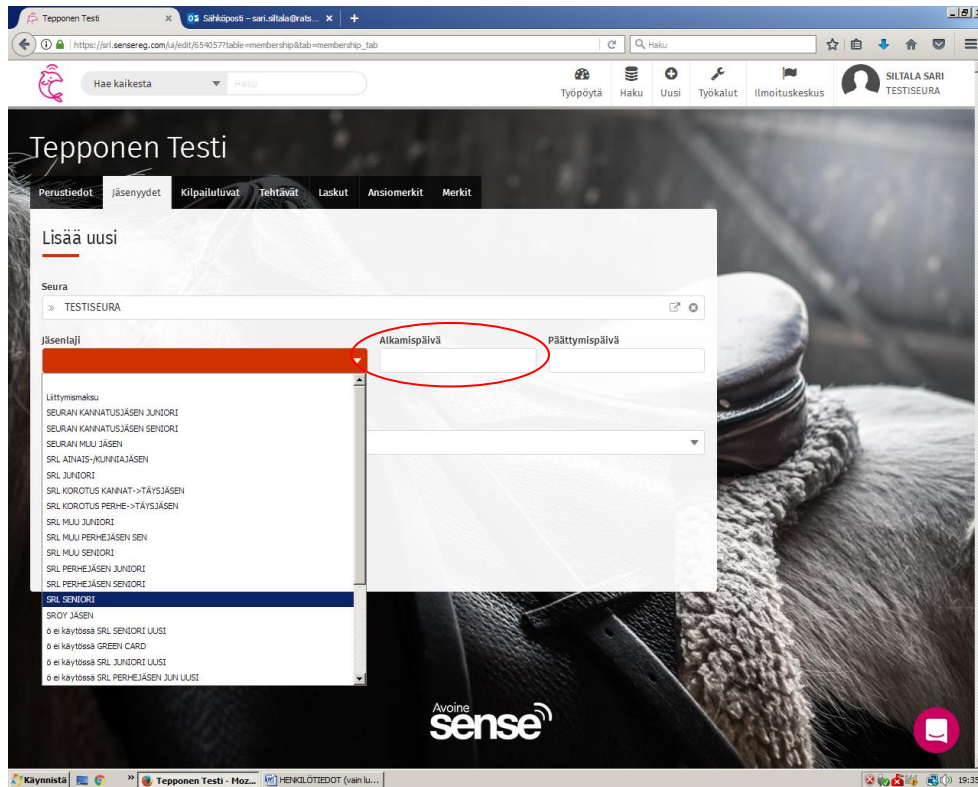 Tepponen Testi
Sähköposti – sari.siltala@rats...
https://srl.sensereg.com/ui/edit/654057?table=membership&tab=membership_tab
Haku
Hae kaikesta
Haku
Työpöytä
Haku
Uusi
Työkalut
Ilmoituskeskus
SILTALA SARI
TESTISEURA
Tepponen Testi
Perustiedot Jäsenyydet Kilpailuluvat Tehtävät Laskut Ansiomerkit Merkit
Lisää uusi
Seura
» TESTISEURA
Jäsenlaji Alkamispäivä Päättymispäivä
Liittymismaksu
SEURAN KANNATUSJÄSEN JUNIORI
SEURAN KANNATUSJÄSEN SENIORI
SEURAN MUU JÄSEN
SRL AINAIS-/KUNNIAJÄSEN
SRL JUNIORI
SRL KOROTUS KANNAT->TÄYSJÄSEN
SRL KOROTUS PERHE->TÄYSJÄSEN
SRL MUU JUNIORI
SRL MUU PERHEJÄSEN SEN
SRL MUU SENIORI
SRL PERHEJÄSEN JUNIORI
SRL PERHEJÄSEN SENIORI
SRL SENIORI
SROY JÄSEN
ö ei käytössä SRL SENIORI UUSI
ö ei käytössä GREEN CARD
ö ei käytössä SRL JUNIORI UUSI
ö ei käytössä SRL PERHEJÄSEN JUN UUSI
Avoine
sense
Käynnistä
» Tepponen Testi - Moz...
HENKILÖTIEDOT (vain lu...
19:35